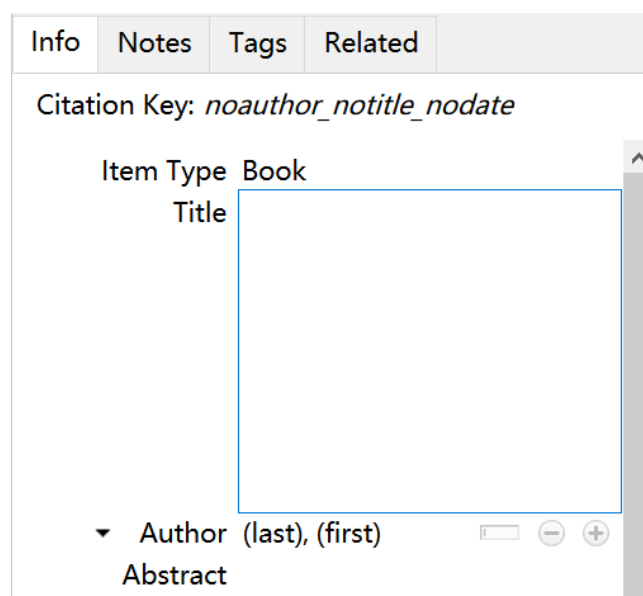 Info Notes Tags Related
Citation Key: noauthor_notitle_nodate
Item Type Book
Title
Author (last), (first)
Abstract